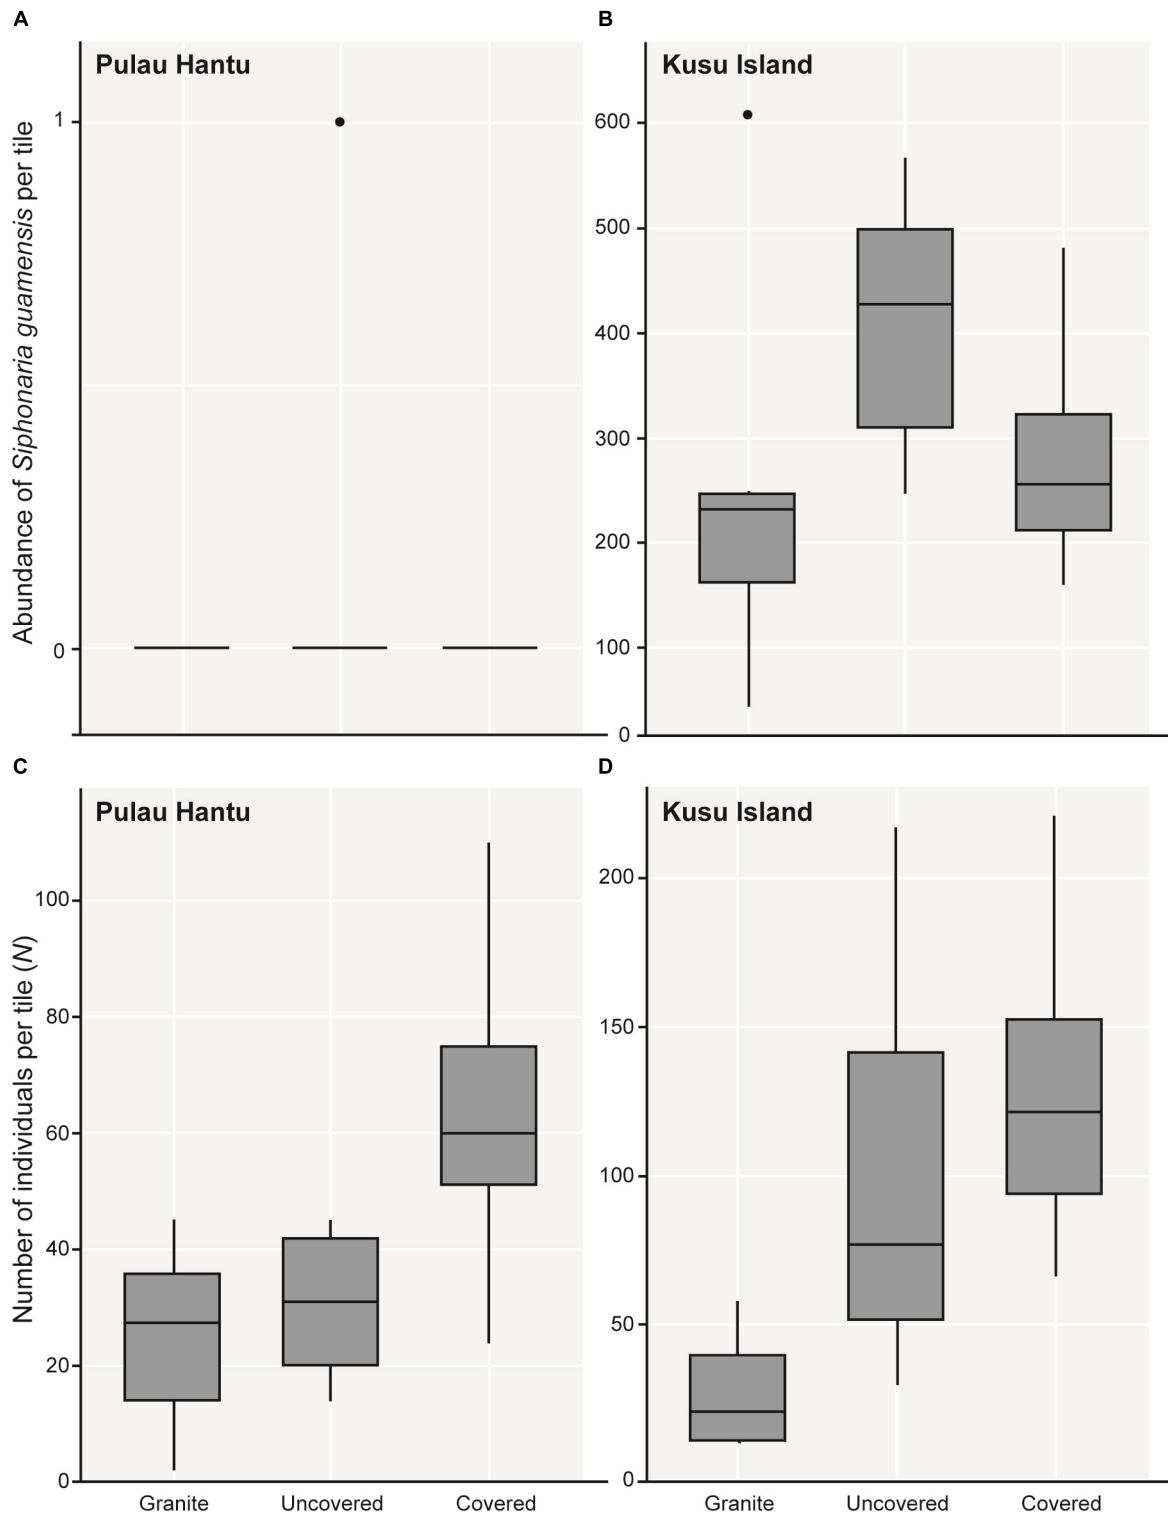 A
Pulau Hantu
Abundance of Siphonaria guamensis per tile
1
0
B
Kusu Island
600
500
400
300
200
100
0
C
Pulau Hantu
Number of individuals per tile (N)
100
80
60
40
20
0
Granite Uncovered Covered
D
Kusu Island
200
150
100
50
0
Granite Uncovered Covered